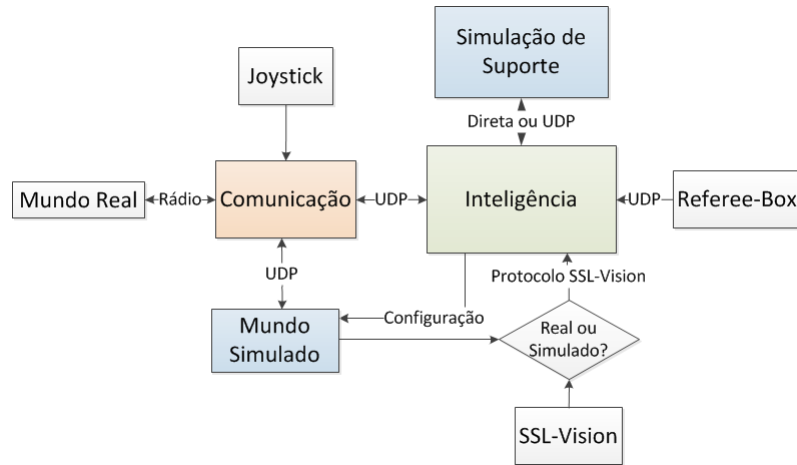 Simulação de
Suporte
Joystick
Direta ou UDP
Mundo Real
Rádio
Comunicação
UDP
Inteligência
UDP
Referee-Box
UDP
Protocolo SSL-Vision
Configuração
Mundo
Simulado
Real ou
Simulado?
SSL-Vision